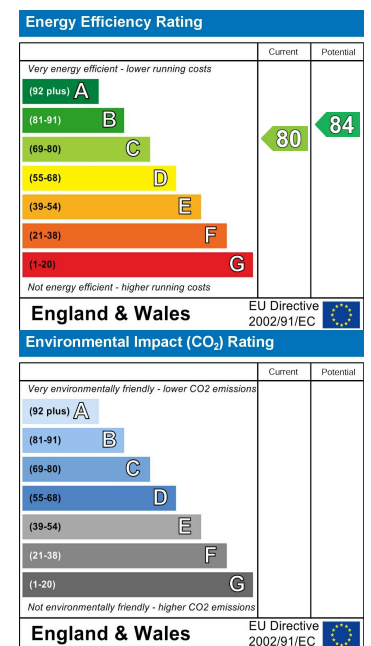 Energy Efficiency Rating
Current Potential
Very energy efficient - lower running costs
(92 plus) A
(81-91) B
(69-80) C
(55-68) D
(39-54) E
(21-38) F
(1-20) G
80
84
Not energy efficient - higher running costs
England & Wales
EU Directive
2002/91/EC
Environmental Impact (CO₂) Rating
Current Potential
Very environmentally friendly - lower CO2 emissions
(92 plus) A
(81-91) B
(69-80) C
(55-68) D
(39-54) E
(21-38) F
(1-20) G
Not environmentally friendly - higher CO2 emissions
England & Wales
EU Directive
2002/91/EC